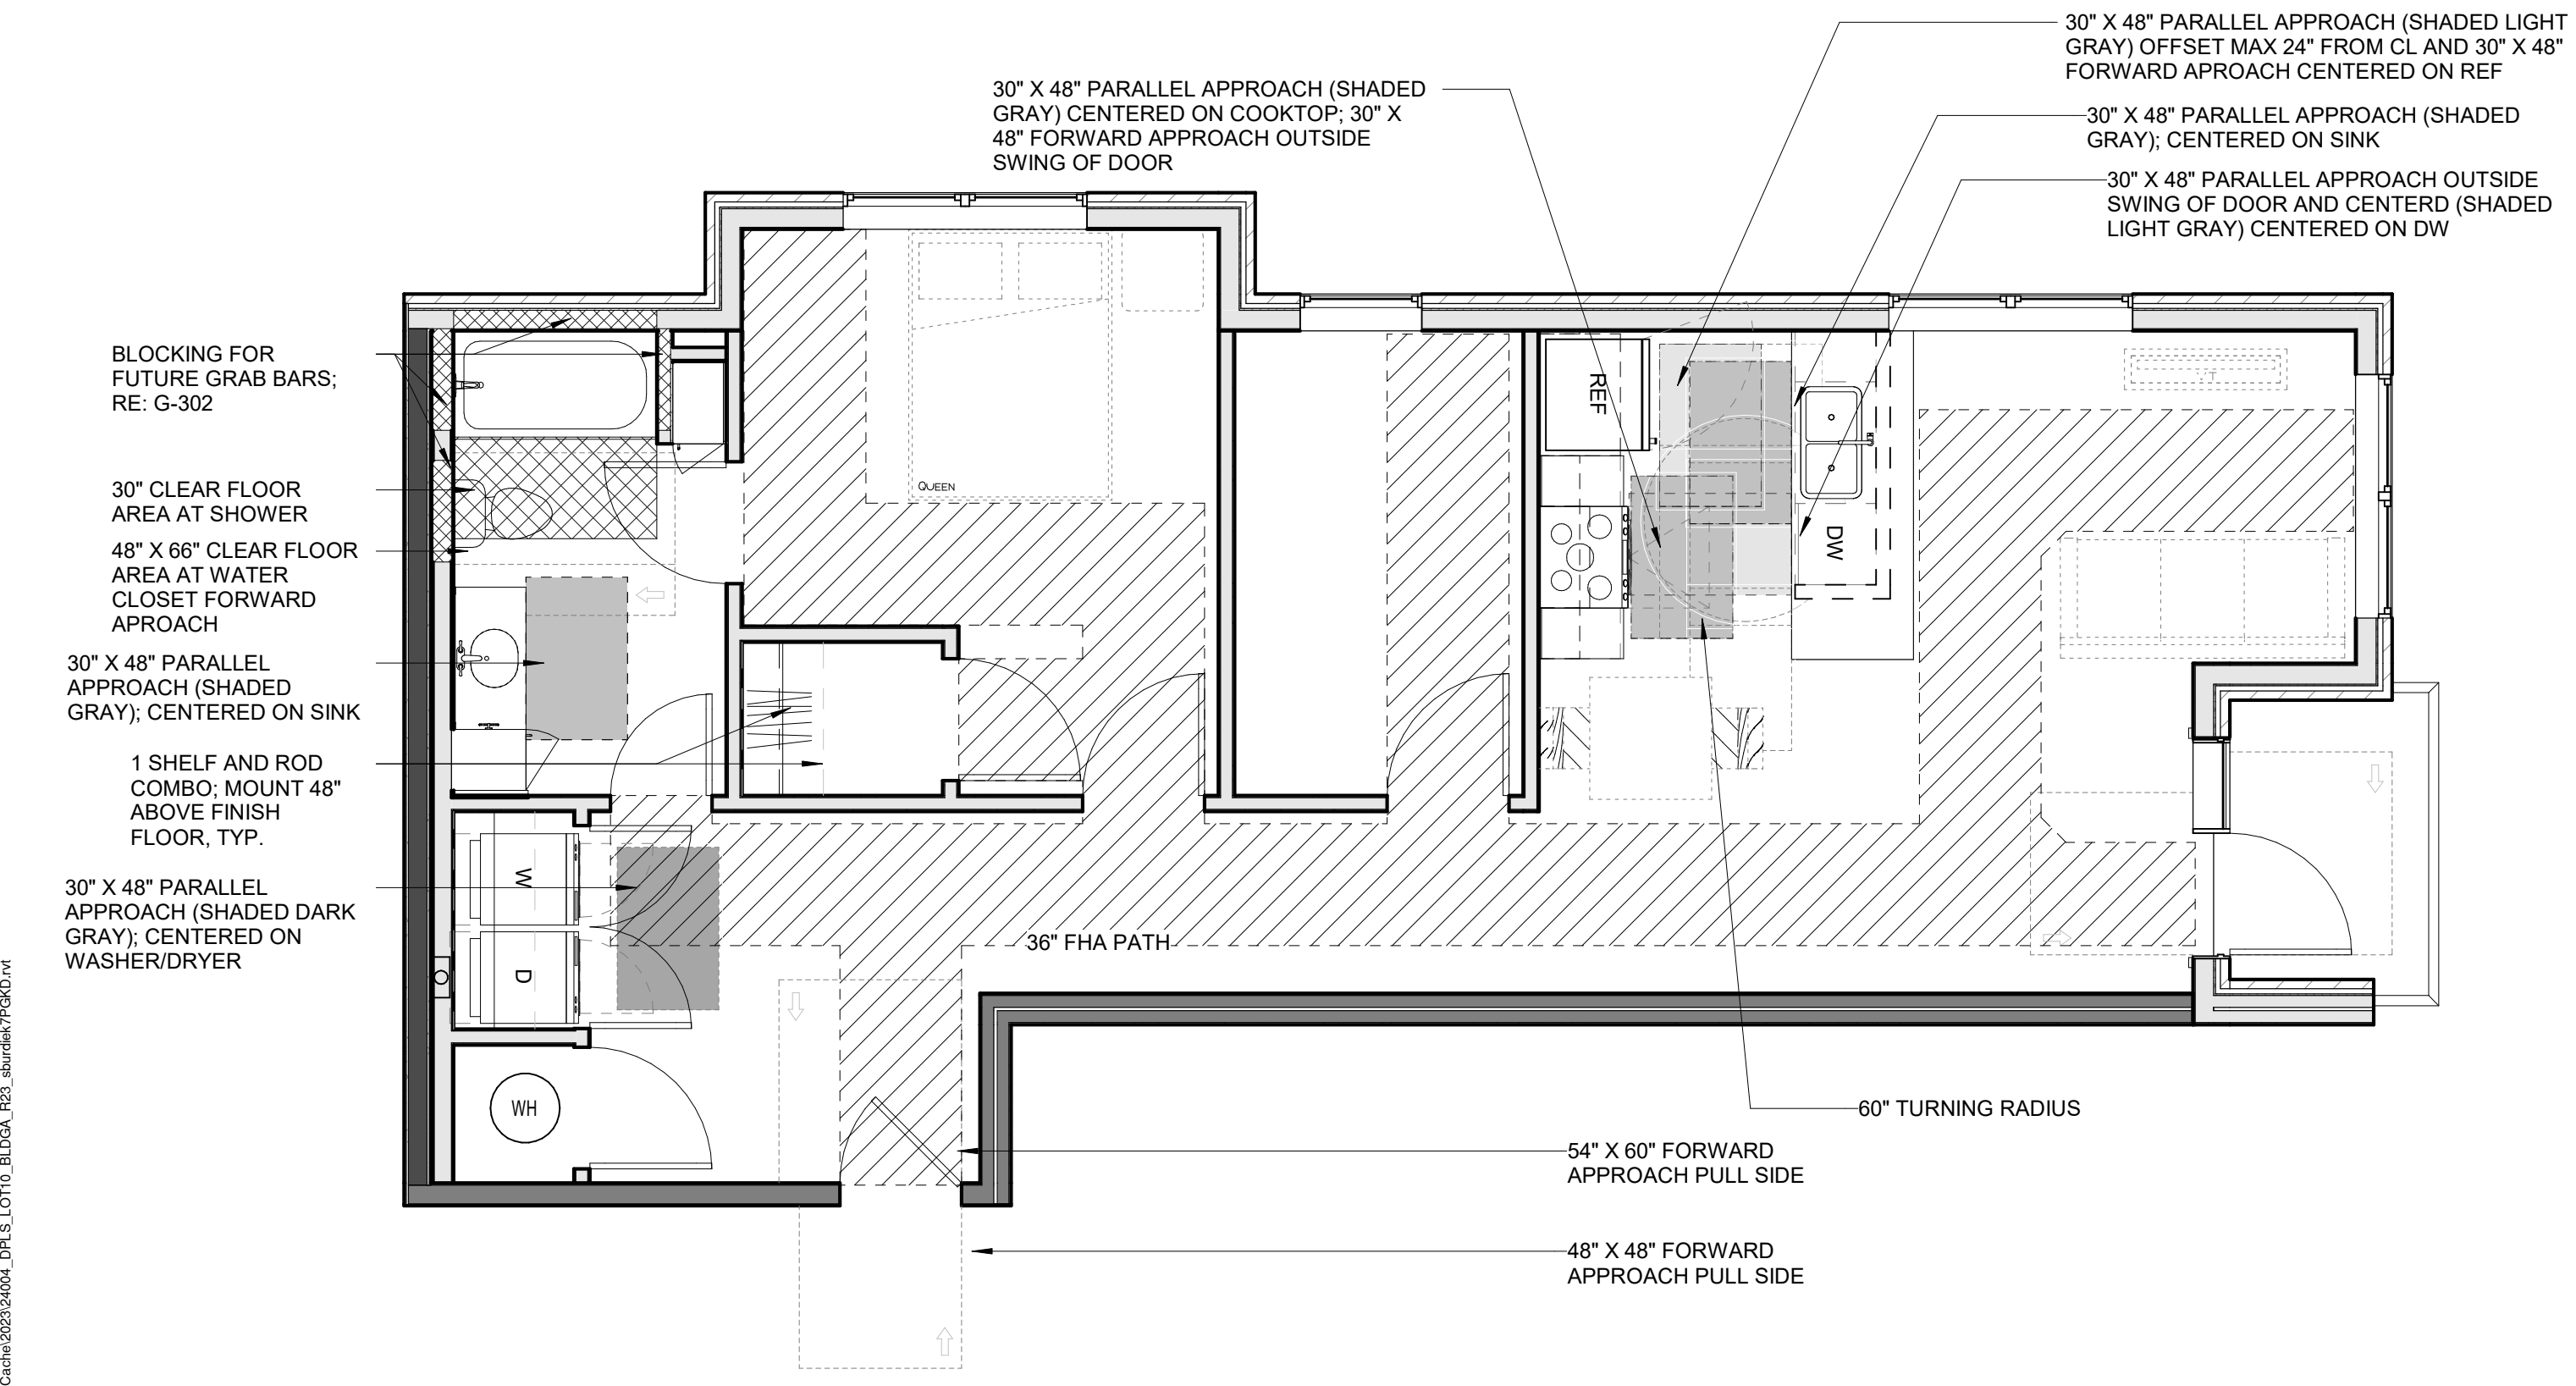 30" X 48" PARALLEL APPROACH (SHADED LIGHT
GRAY) OFFSET MAX 24" FROM CL AND 30" X 48"
FORWARD APROACH CENTERED ON REF
30" X 48" PARALLEL APPROACH (SHADED
GRAY) CENTERED ON COOKTOP; 30" X
48" FORWARD APPROACH OUTSIDE
SWING OF DOOR
30" X 48" PARALLEL APPROACH (SHADED
GRAY); CENTERED ON SINK
30" X 48" PARALLEL APPROACH OUTSIDE
SWING OF DOOR AND CENTERD (SHADED
LIGHT GRAY) CENTERED ON DW
BLOCKING FOR
FUTURE GRAB BARS;
RE: G-302
30" CLEAR FLOOR
AREA AT SHOWER
48" X 66" CLEAR FLOOR
AREA AT WATER
CLOSET FORWARD
APROACH
30" X 48" PARALLEL
APPROACH (SHADED
GRAY); CENTERED ON SINK
1 SHELF AND ROD
COMBO; MOUNT 48"
ABOVE FINISH
FLOOR, TYP.
30" X 48" PARALLEL
APPROACH (SHADED DARK
GRAY); CENTERED ON
WASHER/DRYER
QUEEN
REF
DW
W
D
WH
36" FHA PATH
60" TURNING RADIUS
54" X 60" FORWARD
APPROACH PULL SIDE
48" X 48" FORWARD
APPROACH PULL SIDE
Cache\2023\24004_DPLS_LOT10_BLDGA_R23_sburdiek7PGKD.rvt